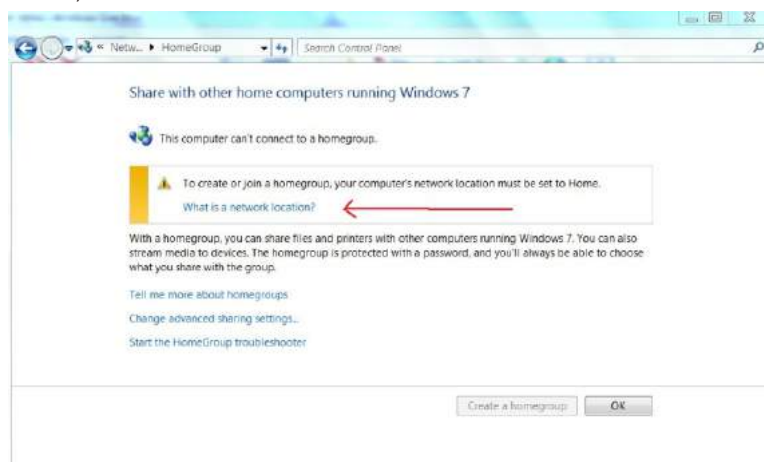 « Netw... ▸ HomeGroup
Search Control Panel
Share with other home computers running Windows 7
This computer can't connect to a homegroup.
To create or join a homegroup, your computer's network location must be set to Home.
What is a network location?
With a homegroup, you can share files and printers with other computers running Windows 7. You can also
stream media to devices. The homegroup is protected with a password, and you'll always be able to choose
what you share with the group.
Tell me more about homegroups
Change advanced sharing settings...
Start the HomeGroup troubleshooter
Create a homegroup
OK